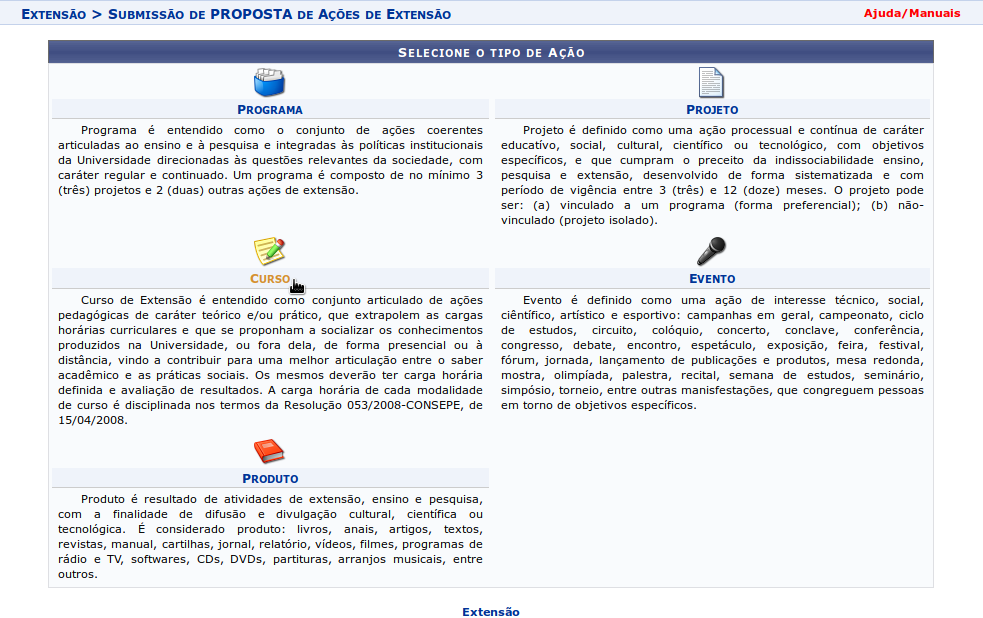 Extensão > Submissão de PROPOSTA de Ações de Extensão
Ajuda/Manuais
Selecione o tipo de Ação
Programa
Programa é entendido como o conjunto de ações coerentes
articuladas ao ensino e à pesquisa e integradas às políticas institucionais
da Universidade direcionadas às questões relevantes da sociedade, com
caráter regular e continuado. Um programa é composto de no mínimo 3
(três) projetos e 2 (duas) outras ações de extensão.
Projeto
Projeto é definido como uma ação processual e contínua de caráter
educativo, social, cultural, científico ou tecnológico, com objetivos
específicos, e que cumpram o preceito da indissociabilidade ensino,
pesquisa e extensão, desenvolvido de forma sistematizada e com
período de vigência entre 3 (três) e 12 (doze) meses. O projeto pode
ser: (a) vinculado a um programa (forma preferencial); (b) não-
vinculado (projeto isolado).
Curso
Curso de Extensão é entendido como conjunto articulado de ações
pedagógicas de caráter teórico e/ou prático, que extrapolem as cargas
horárias curriculares e que se proponham a socializar os conhecimentos
produzidos na Universidade, ou fora dela, de forma presencial ou à
distância, vindo a contribuir para uma melhor articulação entre o saber
acadêmico e as práticas sociais. Os mesmos deverão ter carga horária
definida e avaliação de resultados. A carga horária de cada modalidade
de curso é disciplinada nos termos da Resolução 053/2008-CONSEPE, de
15/04/2008.
Evento
Evento é definido como uma ação de interesse técnico, social,
ciêntífico, artístico e esportivo: campanhas em geral, campeonato, ciclo
de estudos, circuito, colóquio, concerto, conclave, conferência,
congresso, debate, encontro, espetáculo, exposição, feira, festival,
fórum, jornada, lançamento de publicações e produtos, mesa redonda,
mostra, olimpíada, palestra, recital, semana de estudos, seminário,
simpósio, torneio, entre outras manisfestações, que congreguem pessoas
em torno de objetivos específicos.
Produto
Produto é resultado de atividades de extensão, ensino e pesquisa,
com a finalidade de difusão e divulgação cultural, científica ou
tecnológica. É considerado produto: livros, anais, artigos, textos,
revistas, manual, cartilhas, jornal, relatório, vídeos, filmes, programas de
rádio e TV, softwares, CDs, DVDs, partituras, arranjos musicais, entre
outros.
Extensão